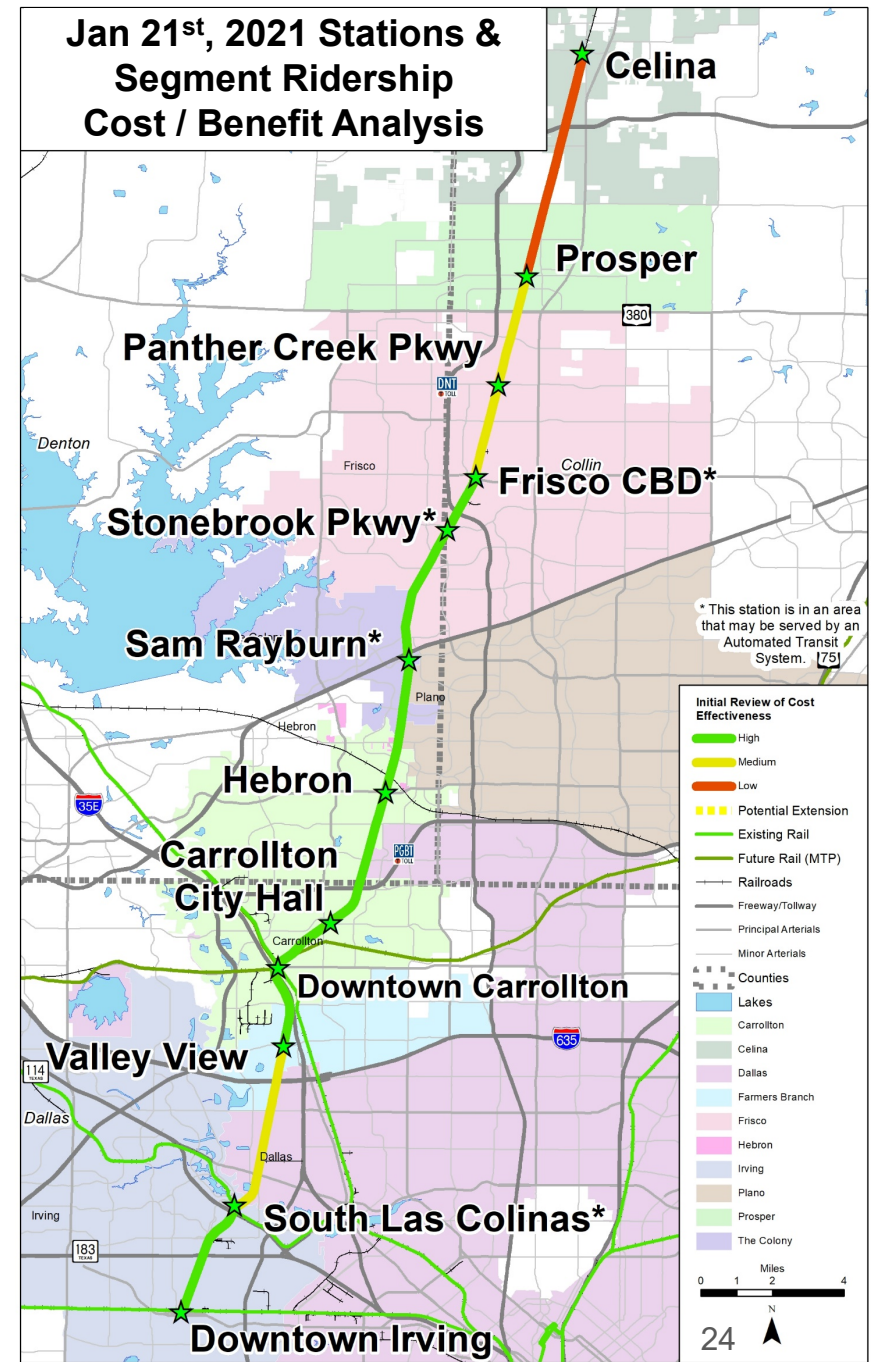 Jan 21st, 2021 Stations &
Segment Ridership
Cost / Benefit Analysis
Celina
Prosper
380
Panther Creek Pkwy
DNT
TOLL
Denton
Frisco
Collin
Frisco CBD*
Stonebrook Pkwy*
* This station is in an area
that may be served by an
Automated Transit
System.
75
Sam Rayburn*
Plano
Hebron
Hebron
35E
Carrollton
City Hall
PGBT
TOLL
Carrollton
Downtown Carrollton
Valley View
635
114
TEXAS
Dallas
Dallas
Irving
South Las Colinas*
183
TEXAS
Downtown Irving
Initial Review of Cost
Effectiveness
High
Medium
Low
Potential Extension
Existing Rail
Future Rail (MTP)
Railroads
Freeway/Tollway
Principal Arterials
Minor Arterials
Counties
Lakes
Carrollton
Celina
Dallas
Farmers Branch
Frisco
Hebron
Irving
Plano
Prosper
The Colony
Miles
0 1 2 4
N
24